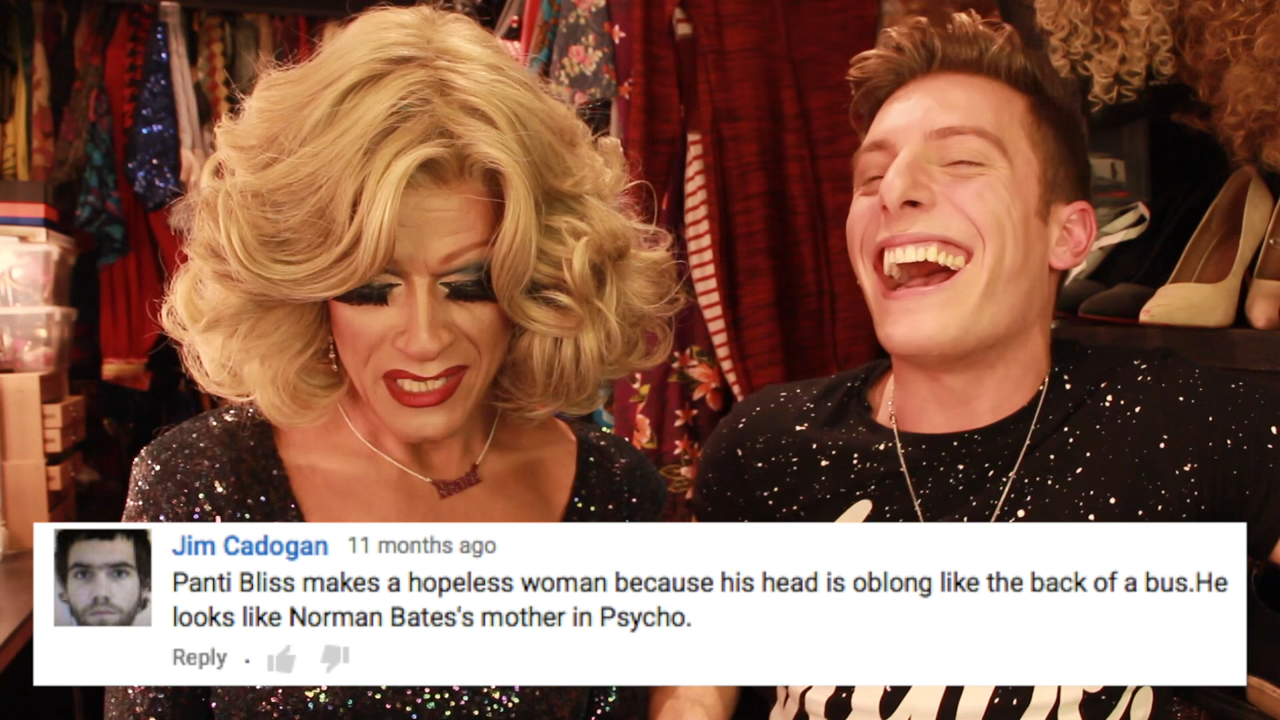 Jim Cadogan 11 months ago
Panti Bliss makes a hopeless woman because his head is oblong like the back of a bus.He
looks like Norman Bates's mother in Psycho.
Reply